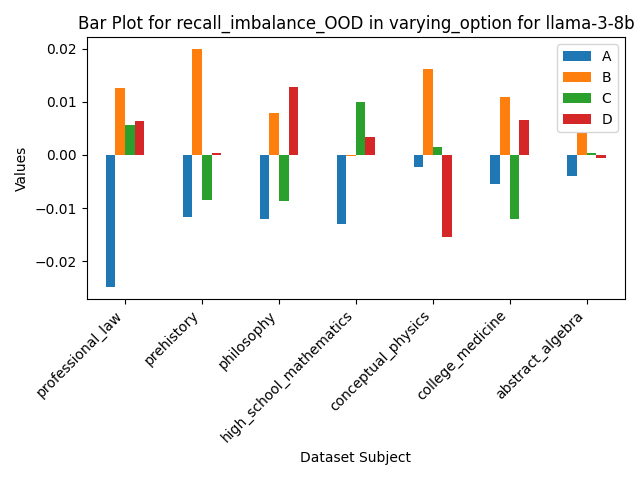 Bar Plot for recall_imbalance_OOD in varying_option for llama-3-8b
A
B
C
D
0.02
0.01
0.00
−0.01
−0.02
Values
professional_law
prehistory
philosophy
high_school_mathematics
conceptual_physics
college_medicine
abstract_algebra
Dataset Subject